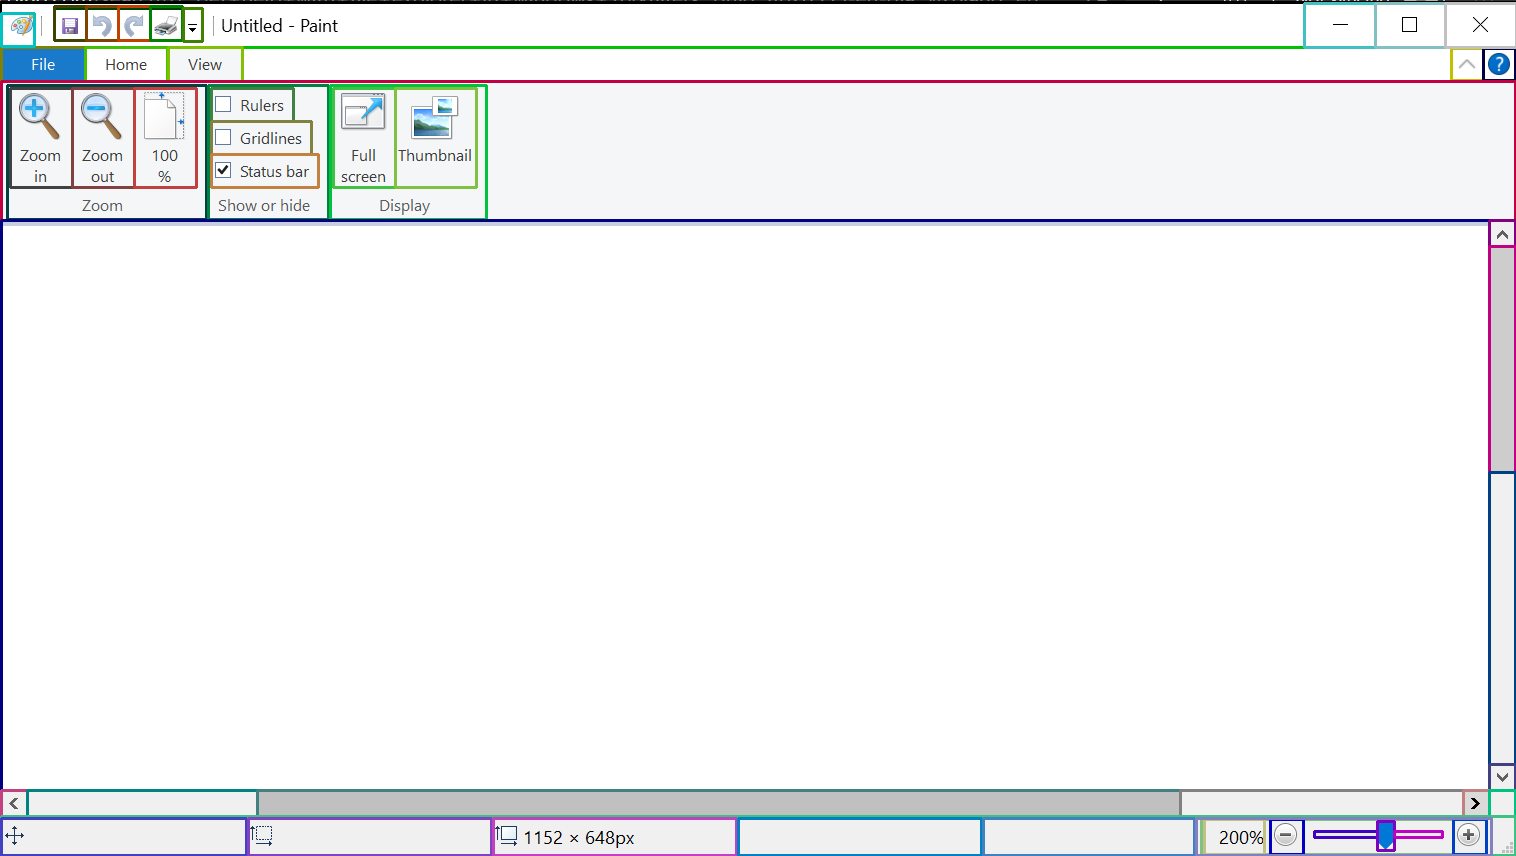 Untitled - Paint
File Home View
Zoom in
Zoom out
100 %
Zoom
Rulers
Gridlines
Status bar
Show or hide
Full screen
Thumbnail
Display
1152 × 648px
200%